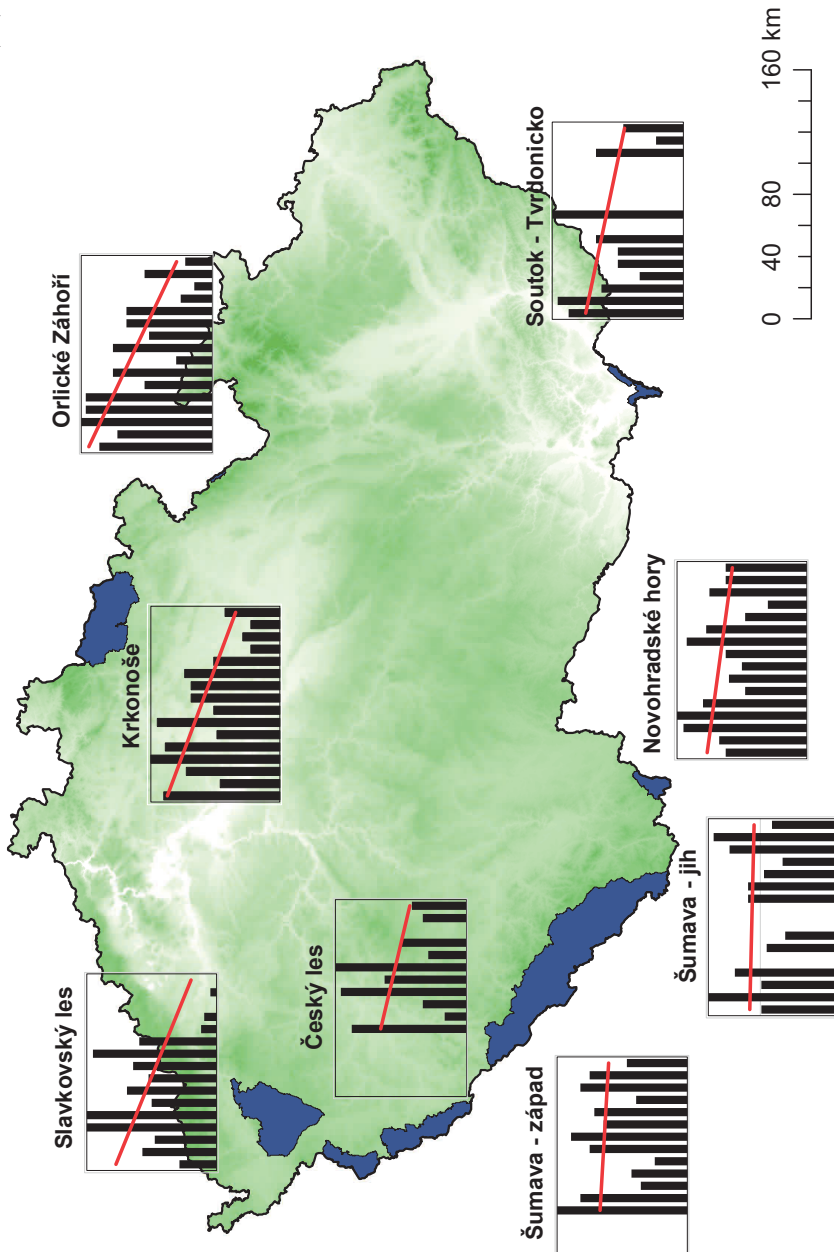 Slavkovský les
Krkonoše
Orlické Záhoří
Český les
Soutok - Tvrdonicko
Šumava - západ
Šumava - jih
Novohradské hory
0 40 80 160 km